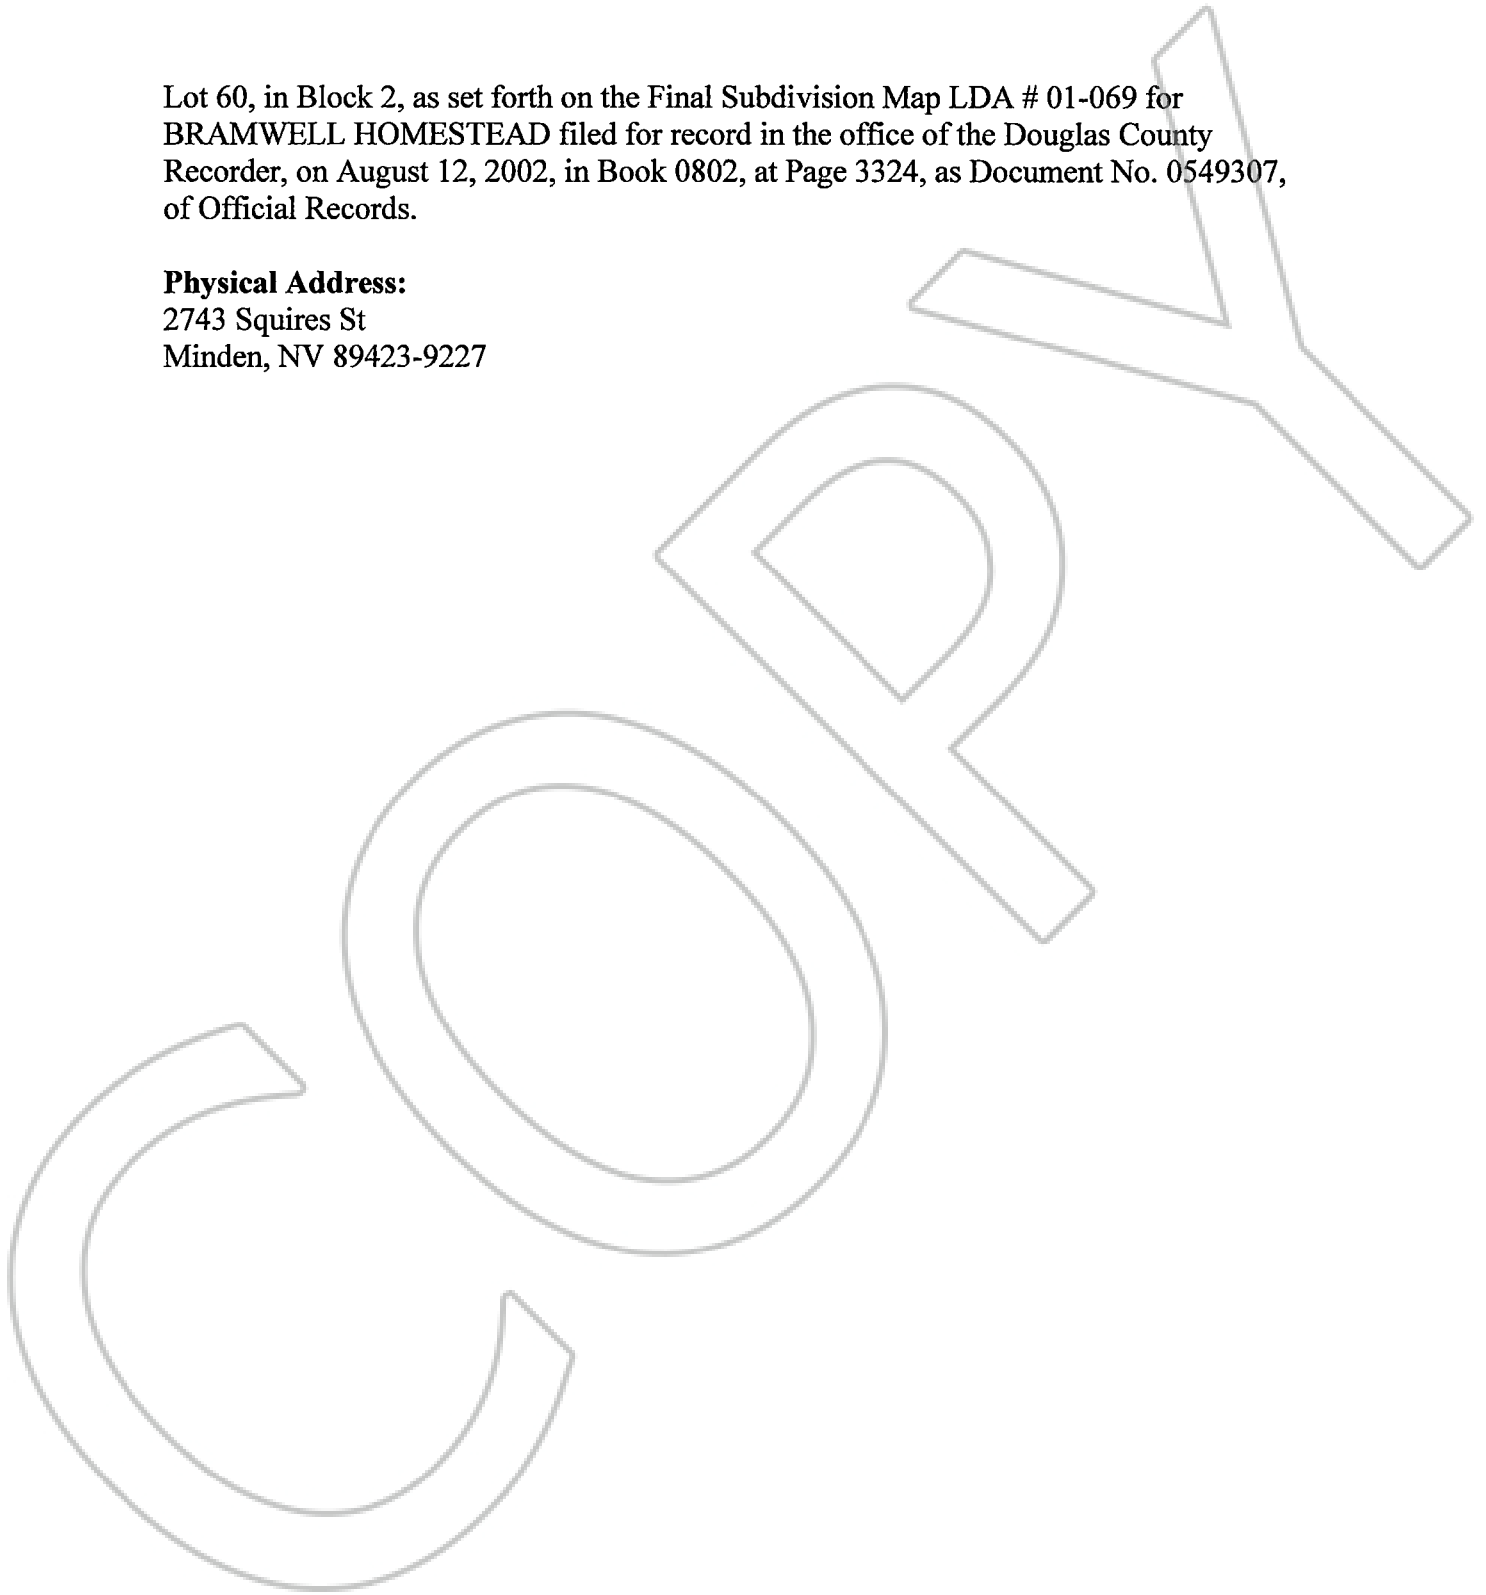 Lot 60, in Block 2, as set forth on the Final Subdivision Map LDA # 01-069 for
BRAMWELL HOMESTEAD filed for record in the office of the Douglas County
Recorder, on August 12, 2002, in Book 0802, at Page 3324, as Document No. 0549307,
of Official Records.
Physical Address:
2743 Squires St
Minden, NV 89423-9227
COPY